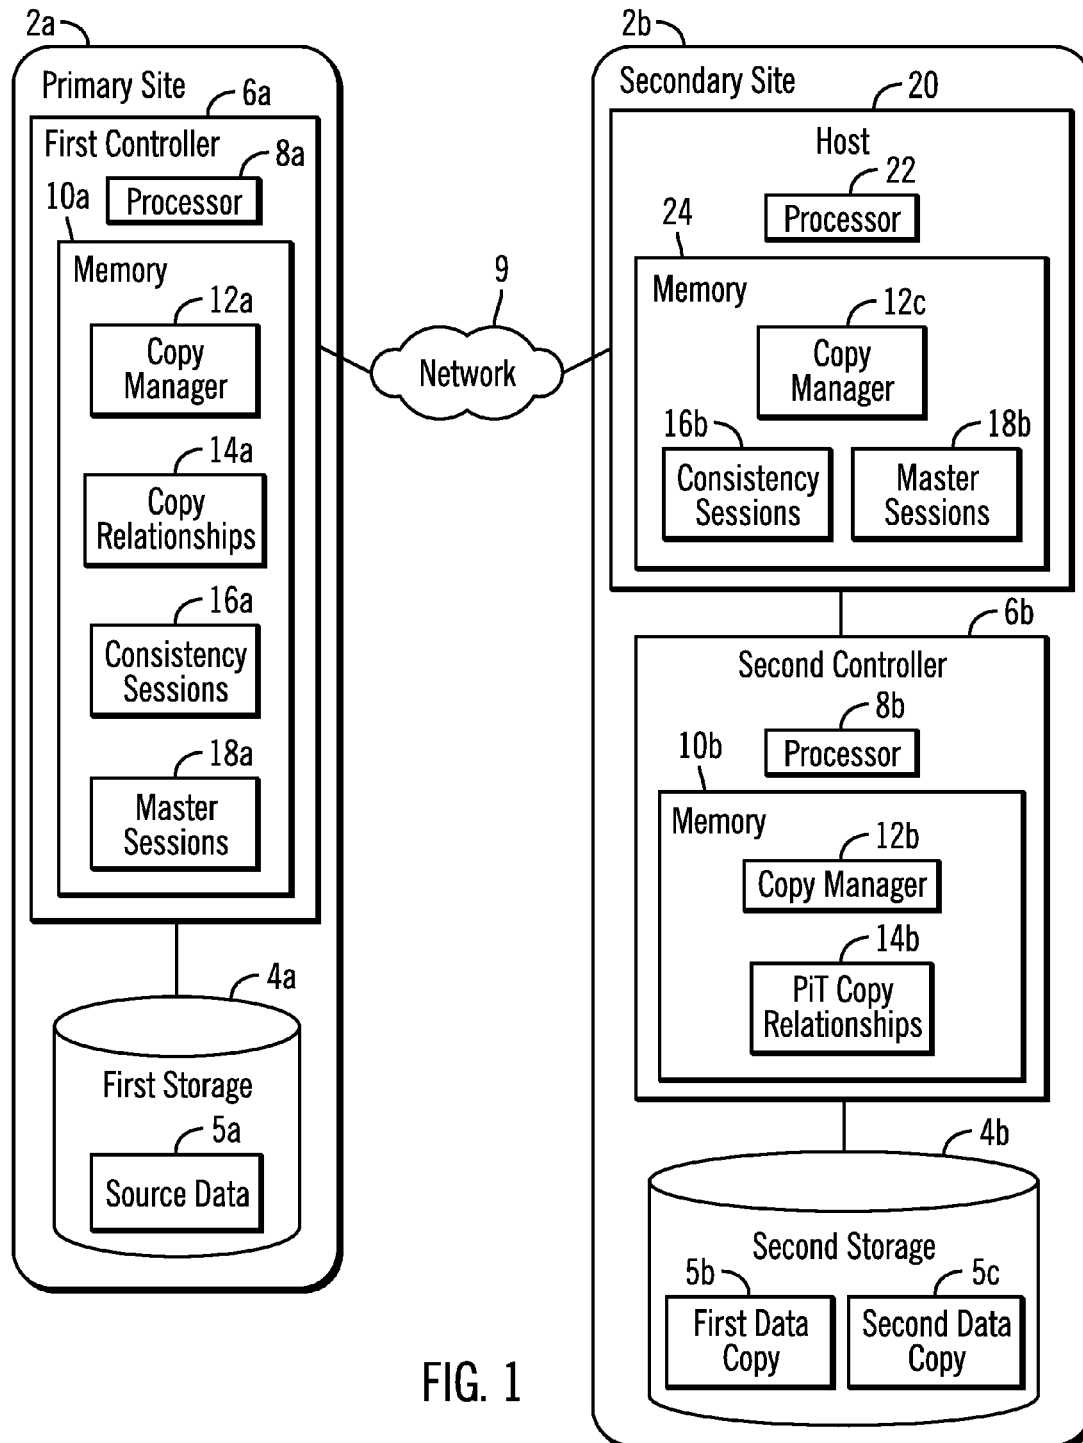 2a
Primary Site
6a
First Controller
8a
Processor
10a
Memory
12a
Copy
Manager
14a
Copy
Relationships
16a
Consistency
Sessions
18a
Master
Sessions
4a
First Storage
5a
Source Data
9
Network
2b
Secondary Site
20
Host
22
Processor
24
Memory
12c
Copy
Manager
16b
Consistency
Sessions
18b
Master
Sessions
6b
Second Controller
8b
Processor
10b
Memory
12b
Copy Manager
14b
PiT Copy
Relationships
4b
Second Storage
5b
First Data
Copy
5c
Second Data
Copy
FIG. 1